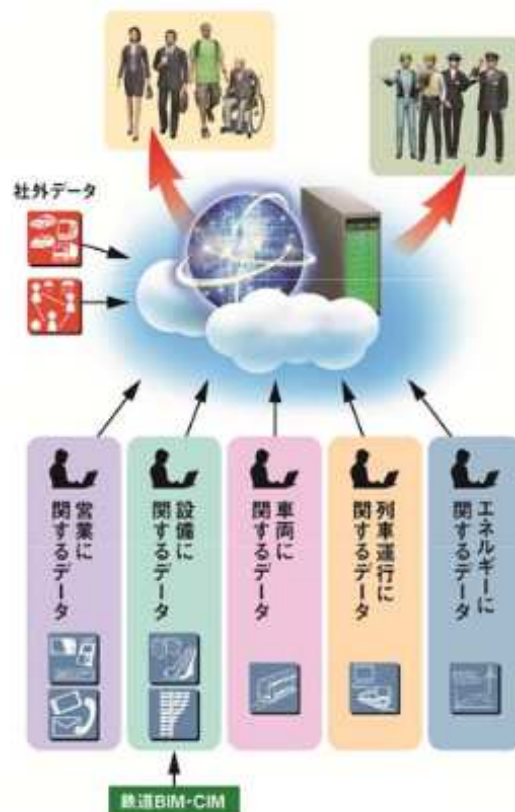 社外データ
営業に
関するデータ
設備に
関するデータ
車両に
関するデータ
列車運行に
関するデータ
エネルギーに
関するデータ
鉄道BIM・CIM